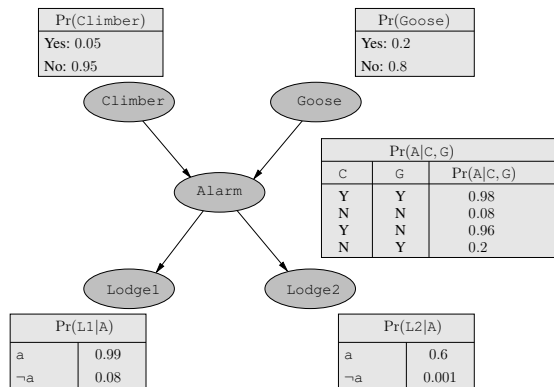 Pr(Climber)
Yes: 0.05
No: 0.95
Pr(Goose)
Yes: 0.2
No: 0.8
Climber
Goose
Alarm
Pr(A|C, G)
C G Pr(A|C, G)
Y Y 0.98
N N 0.08
Y N 0.96
N Y 0.2
Lodge1
Lodge2
Pr(L1|A)
a 0.99
¬a 0.08
Pr(L2|A)
a 0.6
¬a 0.001